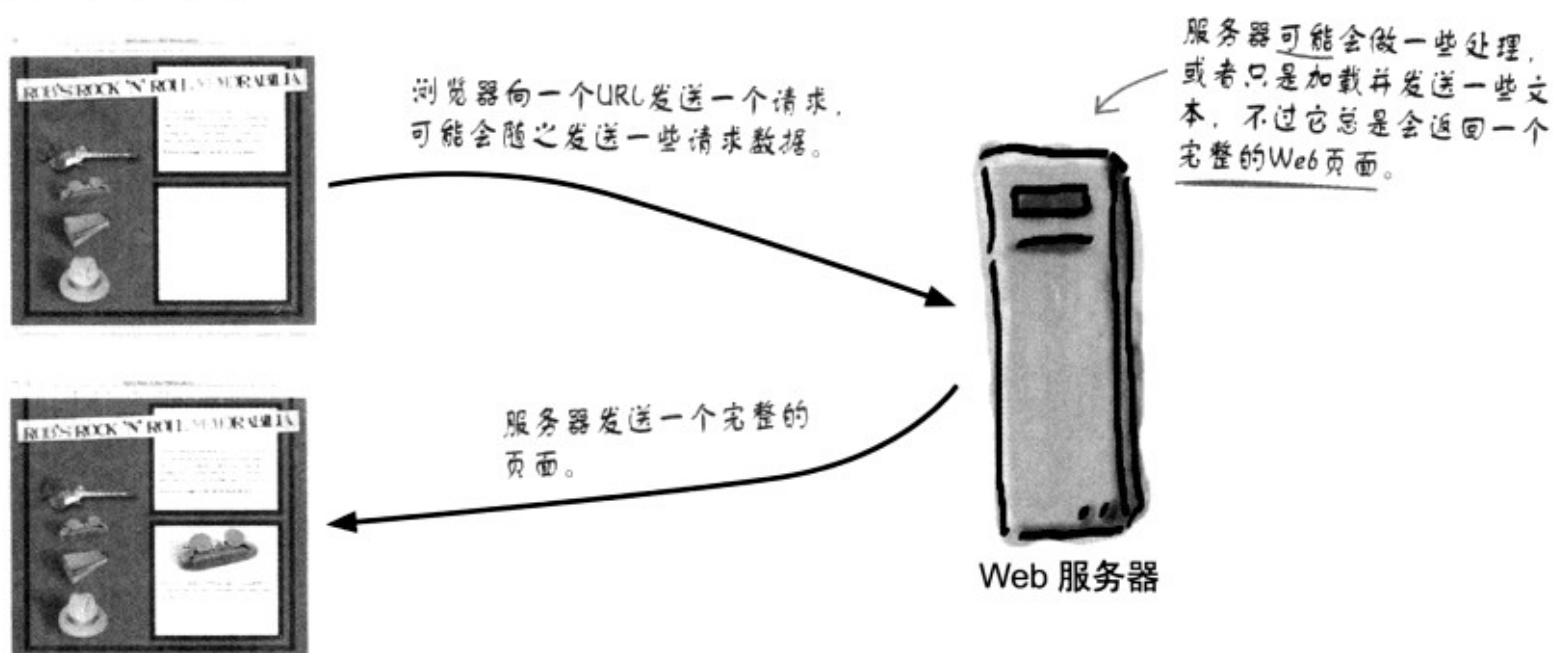 ROB'S ROCK 'N' ROLL MEMORABILIA
浏览器向一个URL发送一个请求，
可能会随之发送一些请求数据。
服务器可能会做一些处理，
或者只是加载并发送一些文
本，不过它总是会返回一个
完整的Web页面。
ROB'S ROCK 'N' ROLL MEMORABILIA
服务器发送一个完整的
页面。
Web 服务器